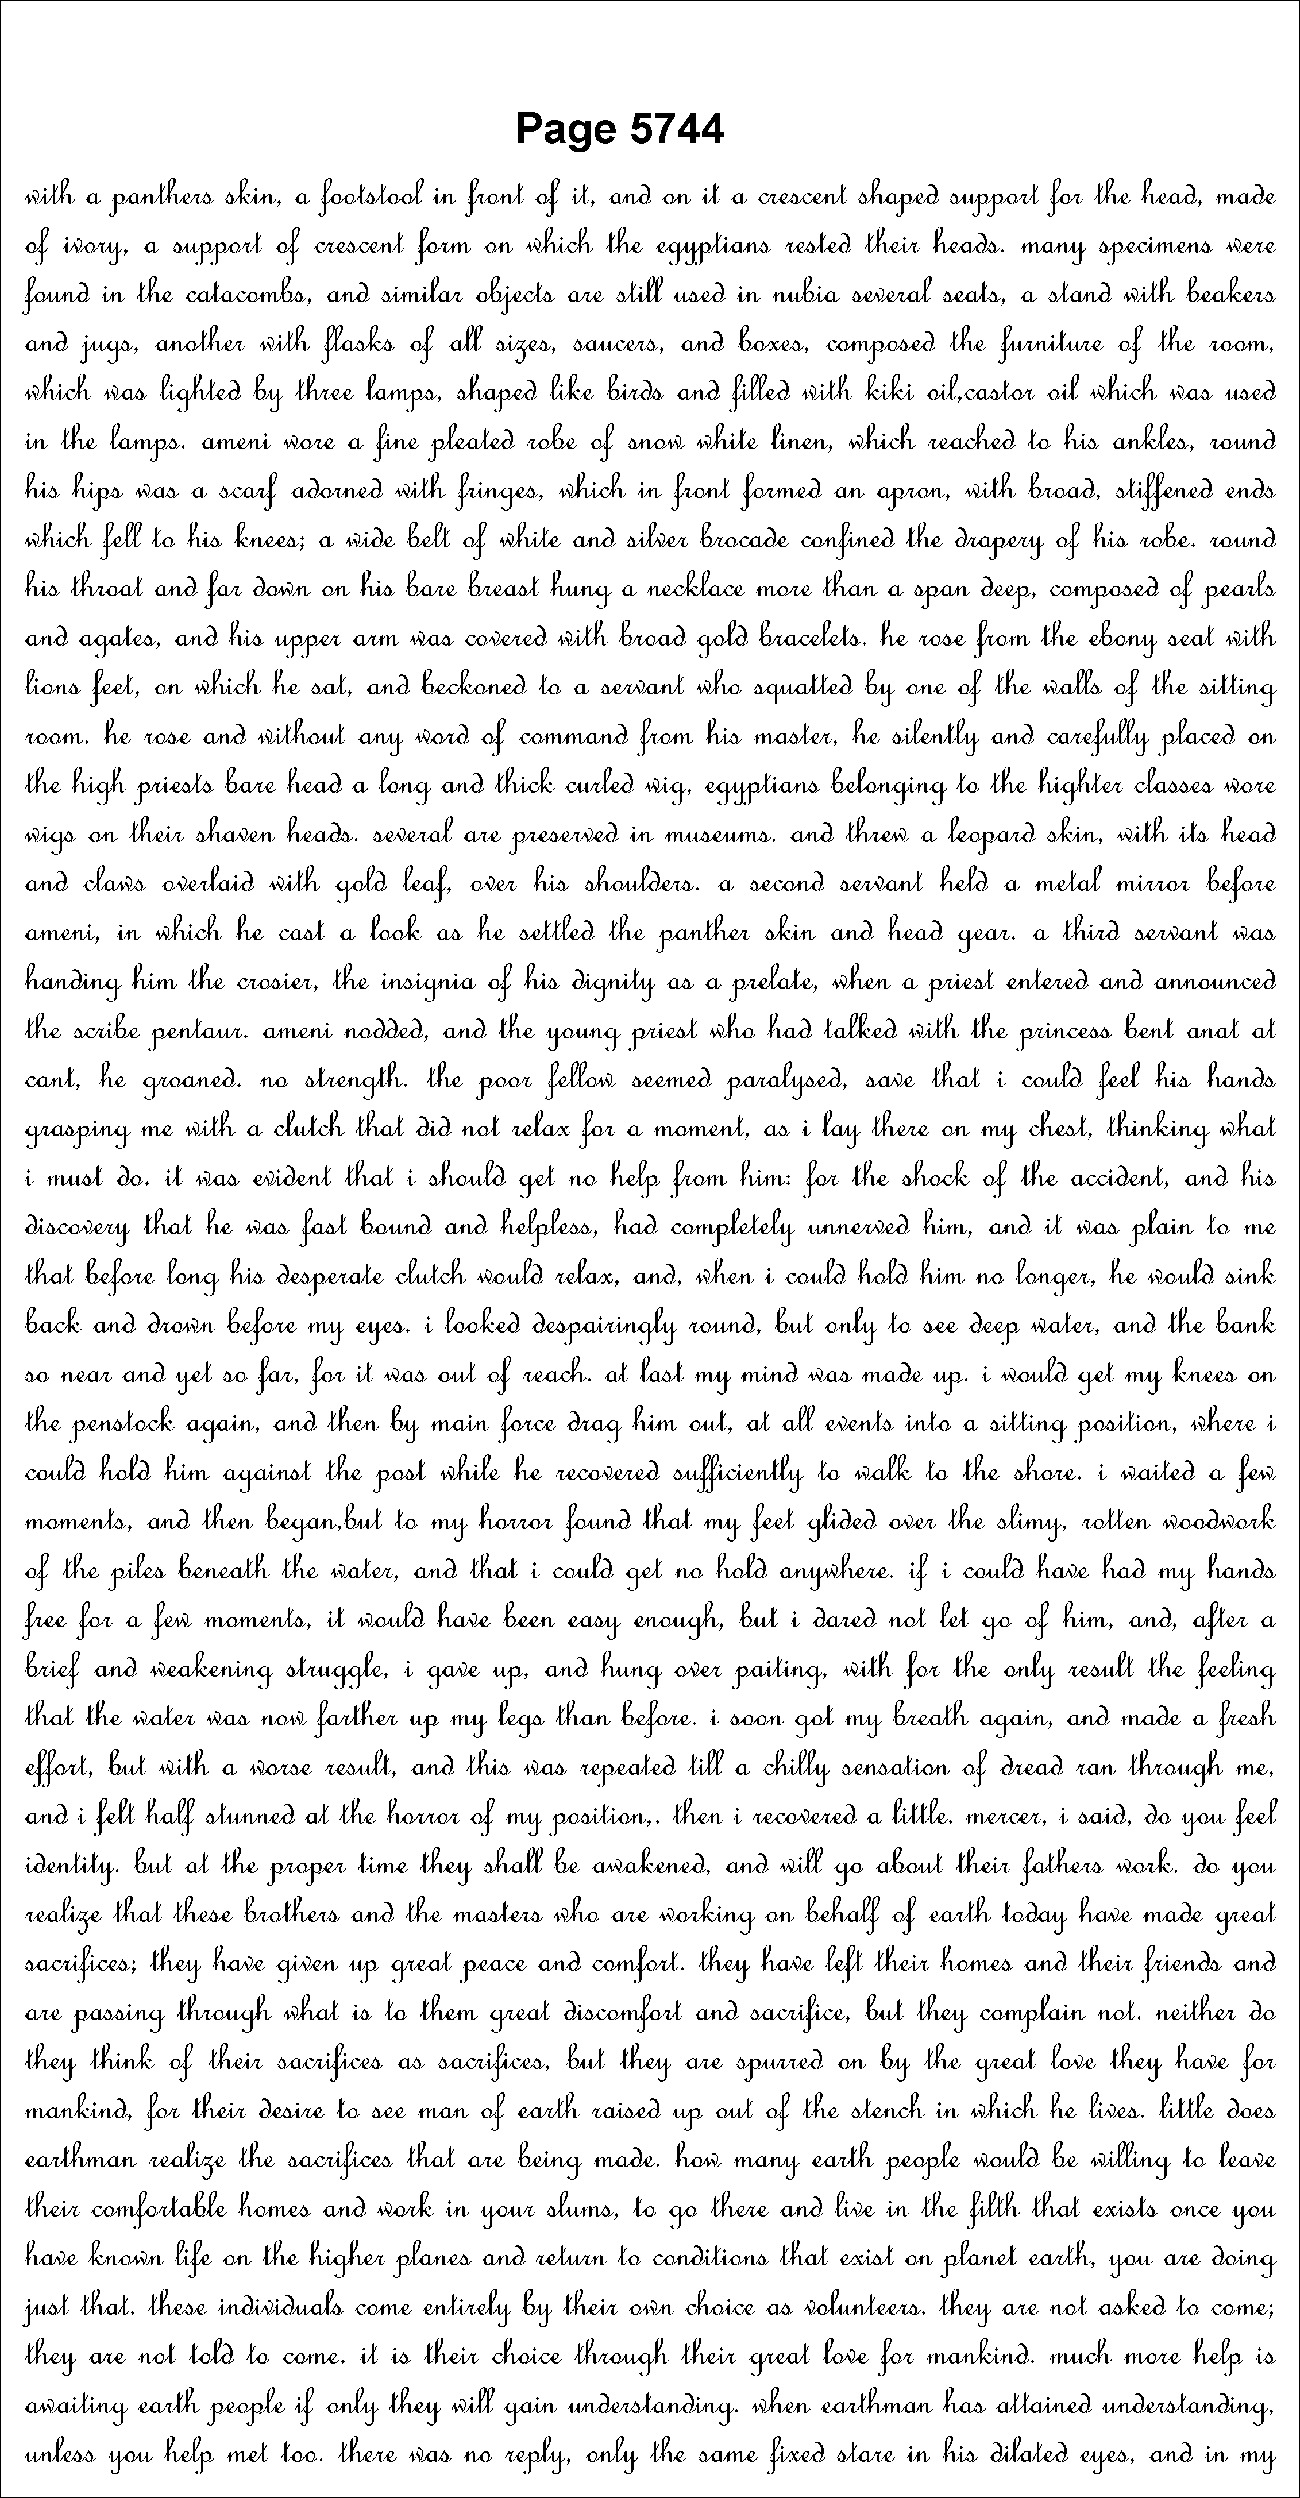 Page 5744
with a panthers skin, a footstool in front of it, and on it a crescent shaped support for the head, made
of ivory, a support of crescent form on which the egyptians rested their heads. many specimens were
found in the catacombs, and similar objects are still used in nubia several seats, a stand with beakers
and jugs, another with flasks of all sizes, saucers, and boxes, composed the furniture of the room,
which was lighted by three lamps, shaped like birds and filled with kiki oil,castor oil which was used
in the lamps. ameni wore a fine pleated robe of snow white linen, which reached to his ankles, round
his hips was a scarf adorned with fringes, which in front formed an apron, with broad, stiffened ends
which fell to his knees; a wide belt of white and silver brocade confined the drapery of his robe. round
his throat and far down on his bare breast hung a necklace more than a span deep, composed of pearls
and agates, and his upper arm was covered with broad gold bracelets. he rose from the ebony seat with
lions feet, on which he sat, and beckoned to a servant who squatted by one of the walls of the sitting
room. he rose and without any word of command from his master, he silently and carefully placed on
the high priests bare head a long and thick curled wig, egyptians belonging to the highter classes wore
wigs on their shaven heads. several are preserved in museums. and threw a leopard skin, with its head
and claws overlaid with gold leaf, over his shoulders. a second servant held a metal mirror before
ameni, in which he cast a look as he settled the panther skin and head gear. a third servant was
handing him the crosier, the insignia of his dignity as a prelate, when a priest entered and announced
the scribe pentaur. ameni nodded, and the young priest who had talked with the princess bent anat at
cant, he groaned. no strength. the poor fellow seemed paralysed, save that i could feel his hands
grasping me with a clutch that did not relax for a moment, as i lay there on my chest, thinking what
i must do. it was evident that i should get no help from him: for the shock of the accident, and his
discovery that he was fast bound and helpless, had completely unnerved him, and it was plain to me
that before long his desperate clutch would relax, and, when i could hold him no longer, he would sink
back and drown before my eyes. i looked despairingly round, but only to see deep water, and the bank
so near and yet so far, for it was out of reach. at last my mind was made up. i would get my knees on
the penstock again, and then by main force drag him out, at all events into a sitting position, where i
could hold him against the post while he recovered sufficiently to walk to the shore. i waited a few
moments, and then began,but to my horror found that my feet glided over the slimy, rotten woodwork
of the piles beneath the water, and that i could get no hold anywhere. if i could have had my hands
free for a few moments, it would have been easy enough, but i dared not let go of him, and, after a
brief and weakening struggle, i gave up, and hung over paiting, with for the only result the feeling
that the water was now farther up my legs than before. i soon got my breath again, and made a fresh
effort, but with a worse result, and this was repeated till a chilly sensation of dread ran through me,
and i felt half stunned at the horror of my position,. then i recovered a little. mercer, i said, do you feel
identity. but at the proper time they shall be awakened, and will go about their fathers work. do you
realize that these brothers and the masters who are working on behalf of earth today have made great
sacrifices; they have given up great peace and comfort. they have left their homes and their friends and
are passing through what is to them great discomfort and sacrifice, but they complain not. neither do
they think of their sacrifices as sacrifices, but they are spurred on by the great love they have for
mankind, for their desire to see man of earth raised up out of the stench in which he lives. little does
earthman realize the sacrifices that are being made. how many earth people would be willing to leave
their comfortable homes and work in your slums, to go there and live in the filth that exists once you
have known life on the higher planes and return to conditions that exist on planet earth, you are doing
just that. these individuals come entirely by their own choice as volunteers. they are not asked to come;
they are not told to come. it is their choice through their great love for mankind. much more help is
awaiting earth people if only they will gain understanding. when earthman has attained understanding,
unless you help met too. there was no reply, only the same fixed stare in his dilated eyes, and in my